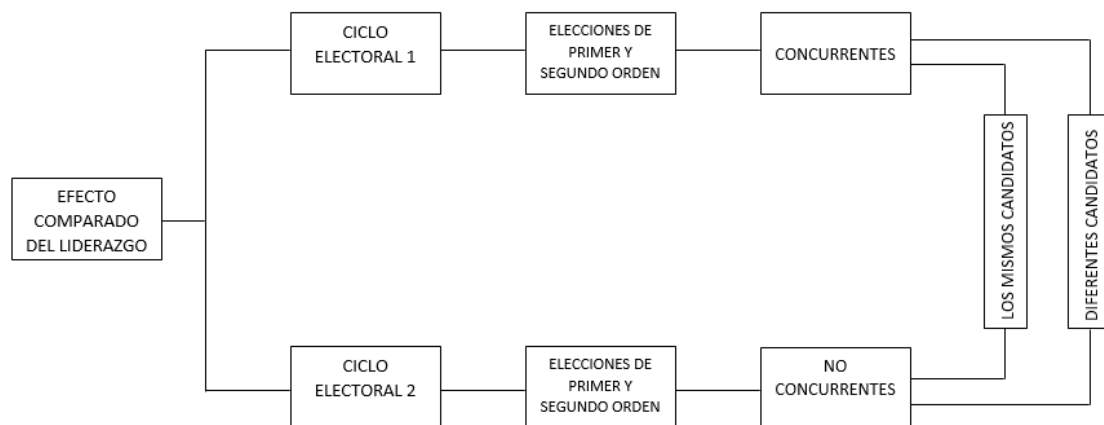 CICLO
ELECTORAL 1
ELECCIONES DE
PRIMER Y
SEGUNDO ORDEN
CONCURRENTES
LOS MISMOS CANDIDATOS
DIFERENTES CANDIDATOS
EFECTO
COMPARADO
DEL LIDERAZGO
CICLO
ELECTORAL 2
ELECCIONES DE
PRIMER Y
SEGUNDO ORDEN
NO
CONCURRENTES